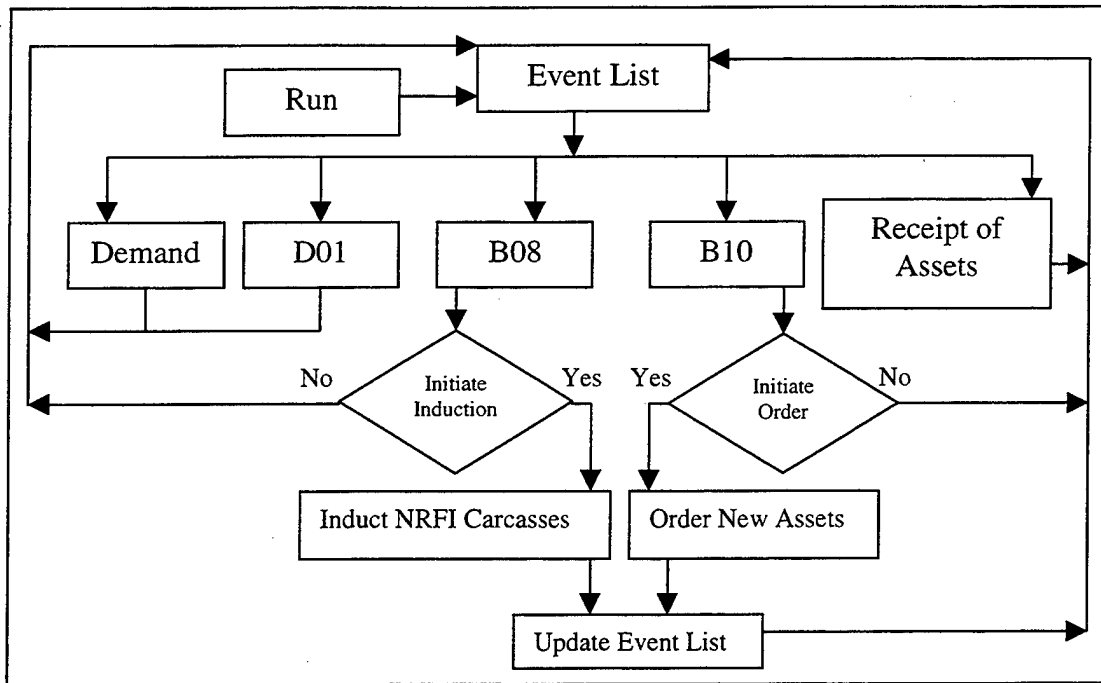 Event List
Run
Demand
D01
B08
B10
Receipt of
Assets
No
Initiate
Induction
Yes
Yes
Initiate
Order
No
Induct NRFI Carcasses
Order New Assets
Update Event List